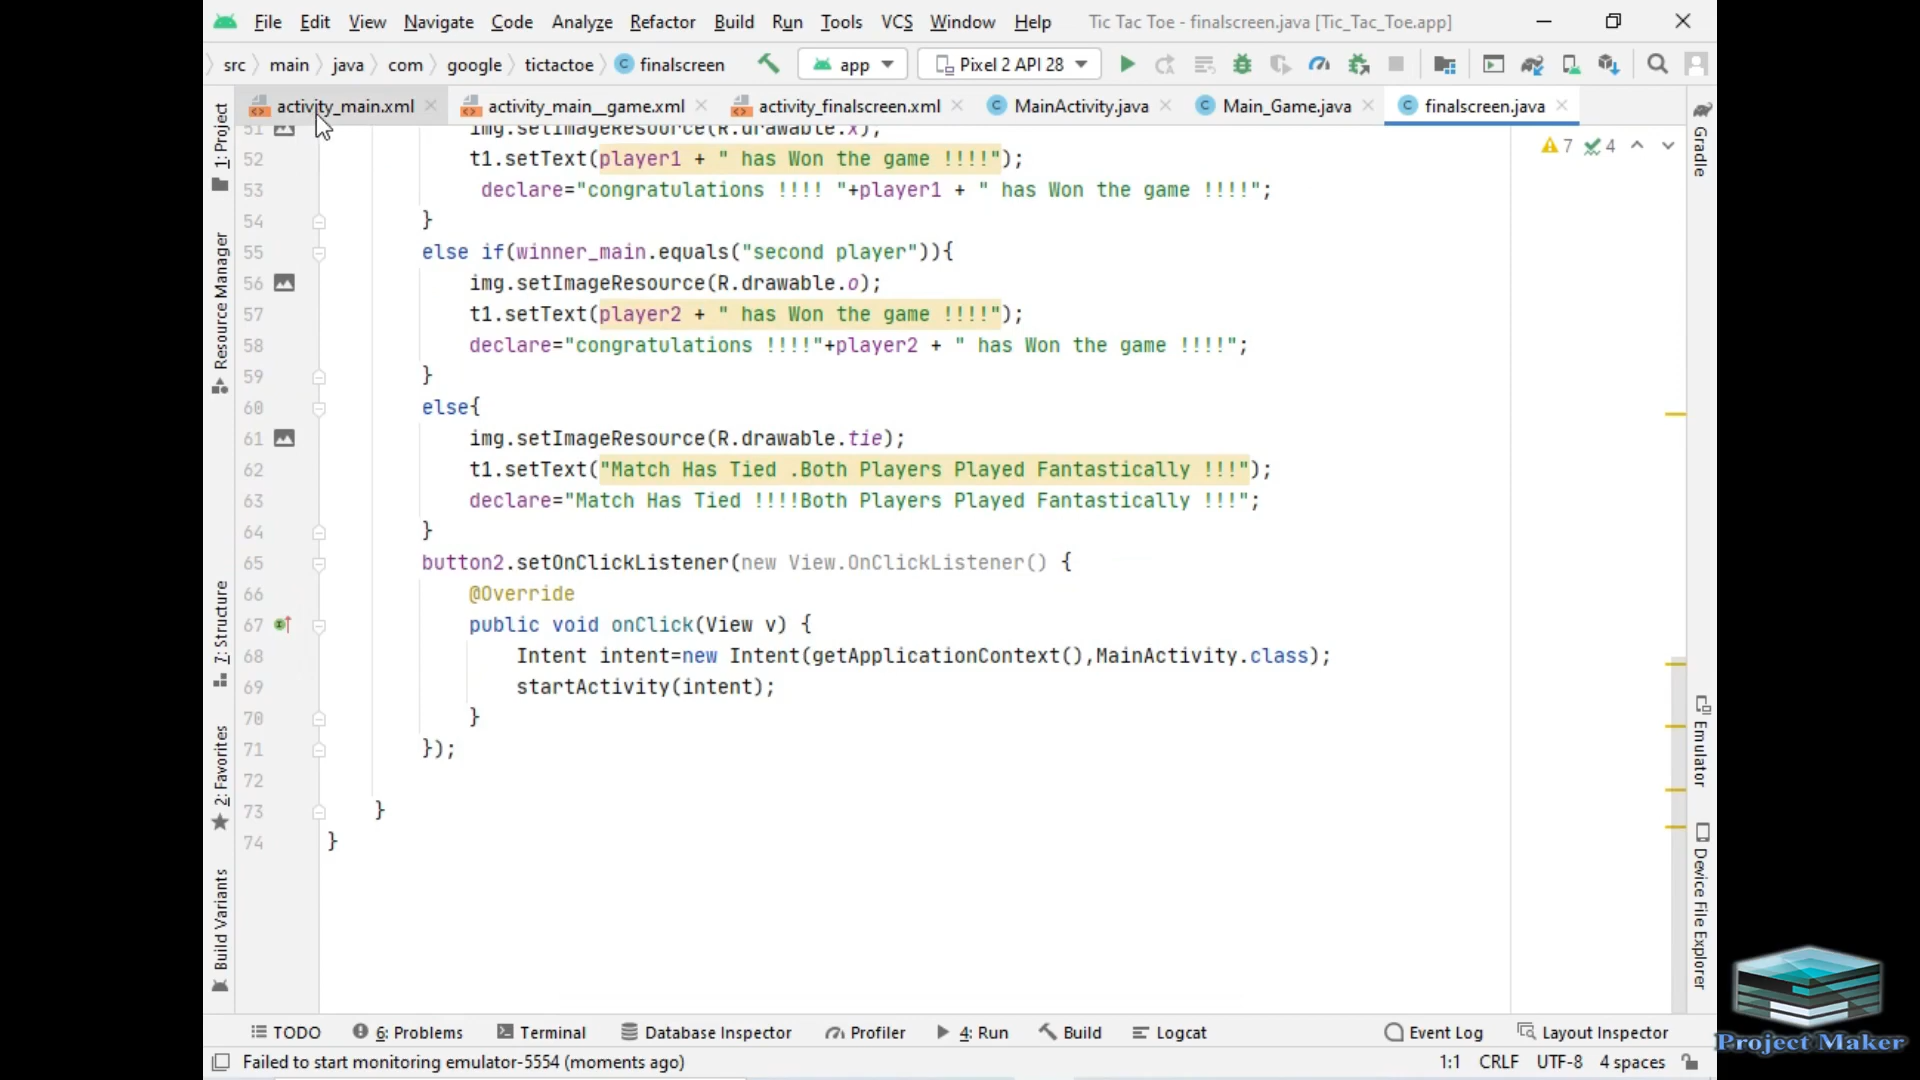 File Edit View Navigate Code Analyze Refactor Build Run Tools VCS Window Help Tic Tac Toe - finalscreen.java [Tic_Tac_Toe.app]
src main java com google tictactoe finalscreen app Pixel 2 API 28
activity_main.xml activity_main__game.xml activity_finalscreen.xml MainActivity.java Main_Game.java finalscreen.java
51 img.setImageResource(R.drawable.x);
52 t1.setText(player1 + " has Won the game !!!!");
53 declare="congratulations !!!! "+player1 + " has Won the game !!!!";
54 }
55 else if(winner_main.equals("second player")){
56 img.setImageResource(R.drawable.o);
57 t1.setText(player2 + " has Won the game !!!!");
58 declare="congratulations !!!!"+player2 + " has Won the game !!!!";
59 }
60 else{
61 img.setImageResource(R.drawable.tie);
62 t1.setText("Match Has Tied .Both Players Played Fantastically !!!");
63 declare="Match Has Tied !!!!Both Players Played Fantastically !!!";
64 }
65 button2.setOnClickListener(new View.OnClickListener() {
66 @Override
67 public void onClick(View v) {
68 Intent intent=new Intent(getApplicationContext(),MainActivity.class);
69 startActivity(intent);
70 }
71 });
72
73 }
74 }
7 4
1: Project
Resource Manager
7: Structure
2: Favorites
Build Variants
Gradle
Emulator
Device File Explorer
TODO 6: Problems Terminal Database Inspector Profiler 4: Run Build Logcat Event Log Layout Inspector
Failed to start monitoring emulator-5554 (moments ago) 1:1 CRLF UTF-8 4 spaces
Project Maker